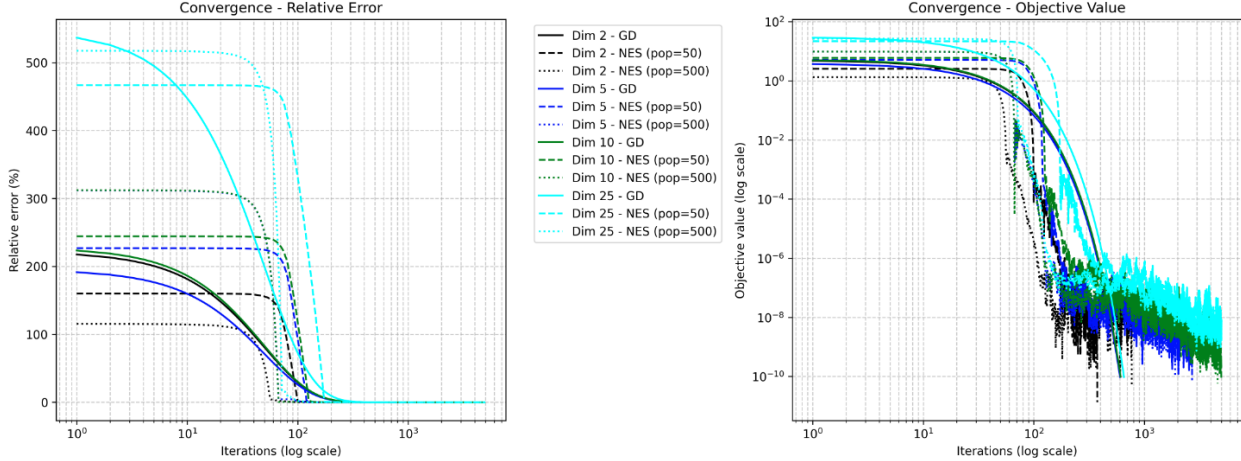 Convergence - Relative Error
Relative error (%)
500
400
300
200
100
0
10⁰
10¹
10²
10³
Iterations (log scale)
Dim 2 - GD
Dim 2 - NES (pop=50)
Dim 2 - NES (pop=500)
Dim 5 - GD
Dim 5 - NES (pop=50)
Dim 5 - NES (pop=500)
Dim 10 - GD
Dim 10 - NES (pop=50)
Dim 10 - NES (pop=500)
Dim 25 - GD
Dim 25 - NES (pop=50)
Dim 25 - NES (pop=500)
Convergence - Objective Value
Objective value (log scale)
10²
10⁰
10⁻²
10⁻⁴
10⁻⁶
10⁻⁸
10⁻¹⁰
10⁰
10¹
10²
10³
Iterations (log scale)